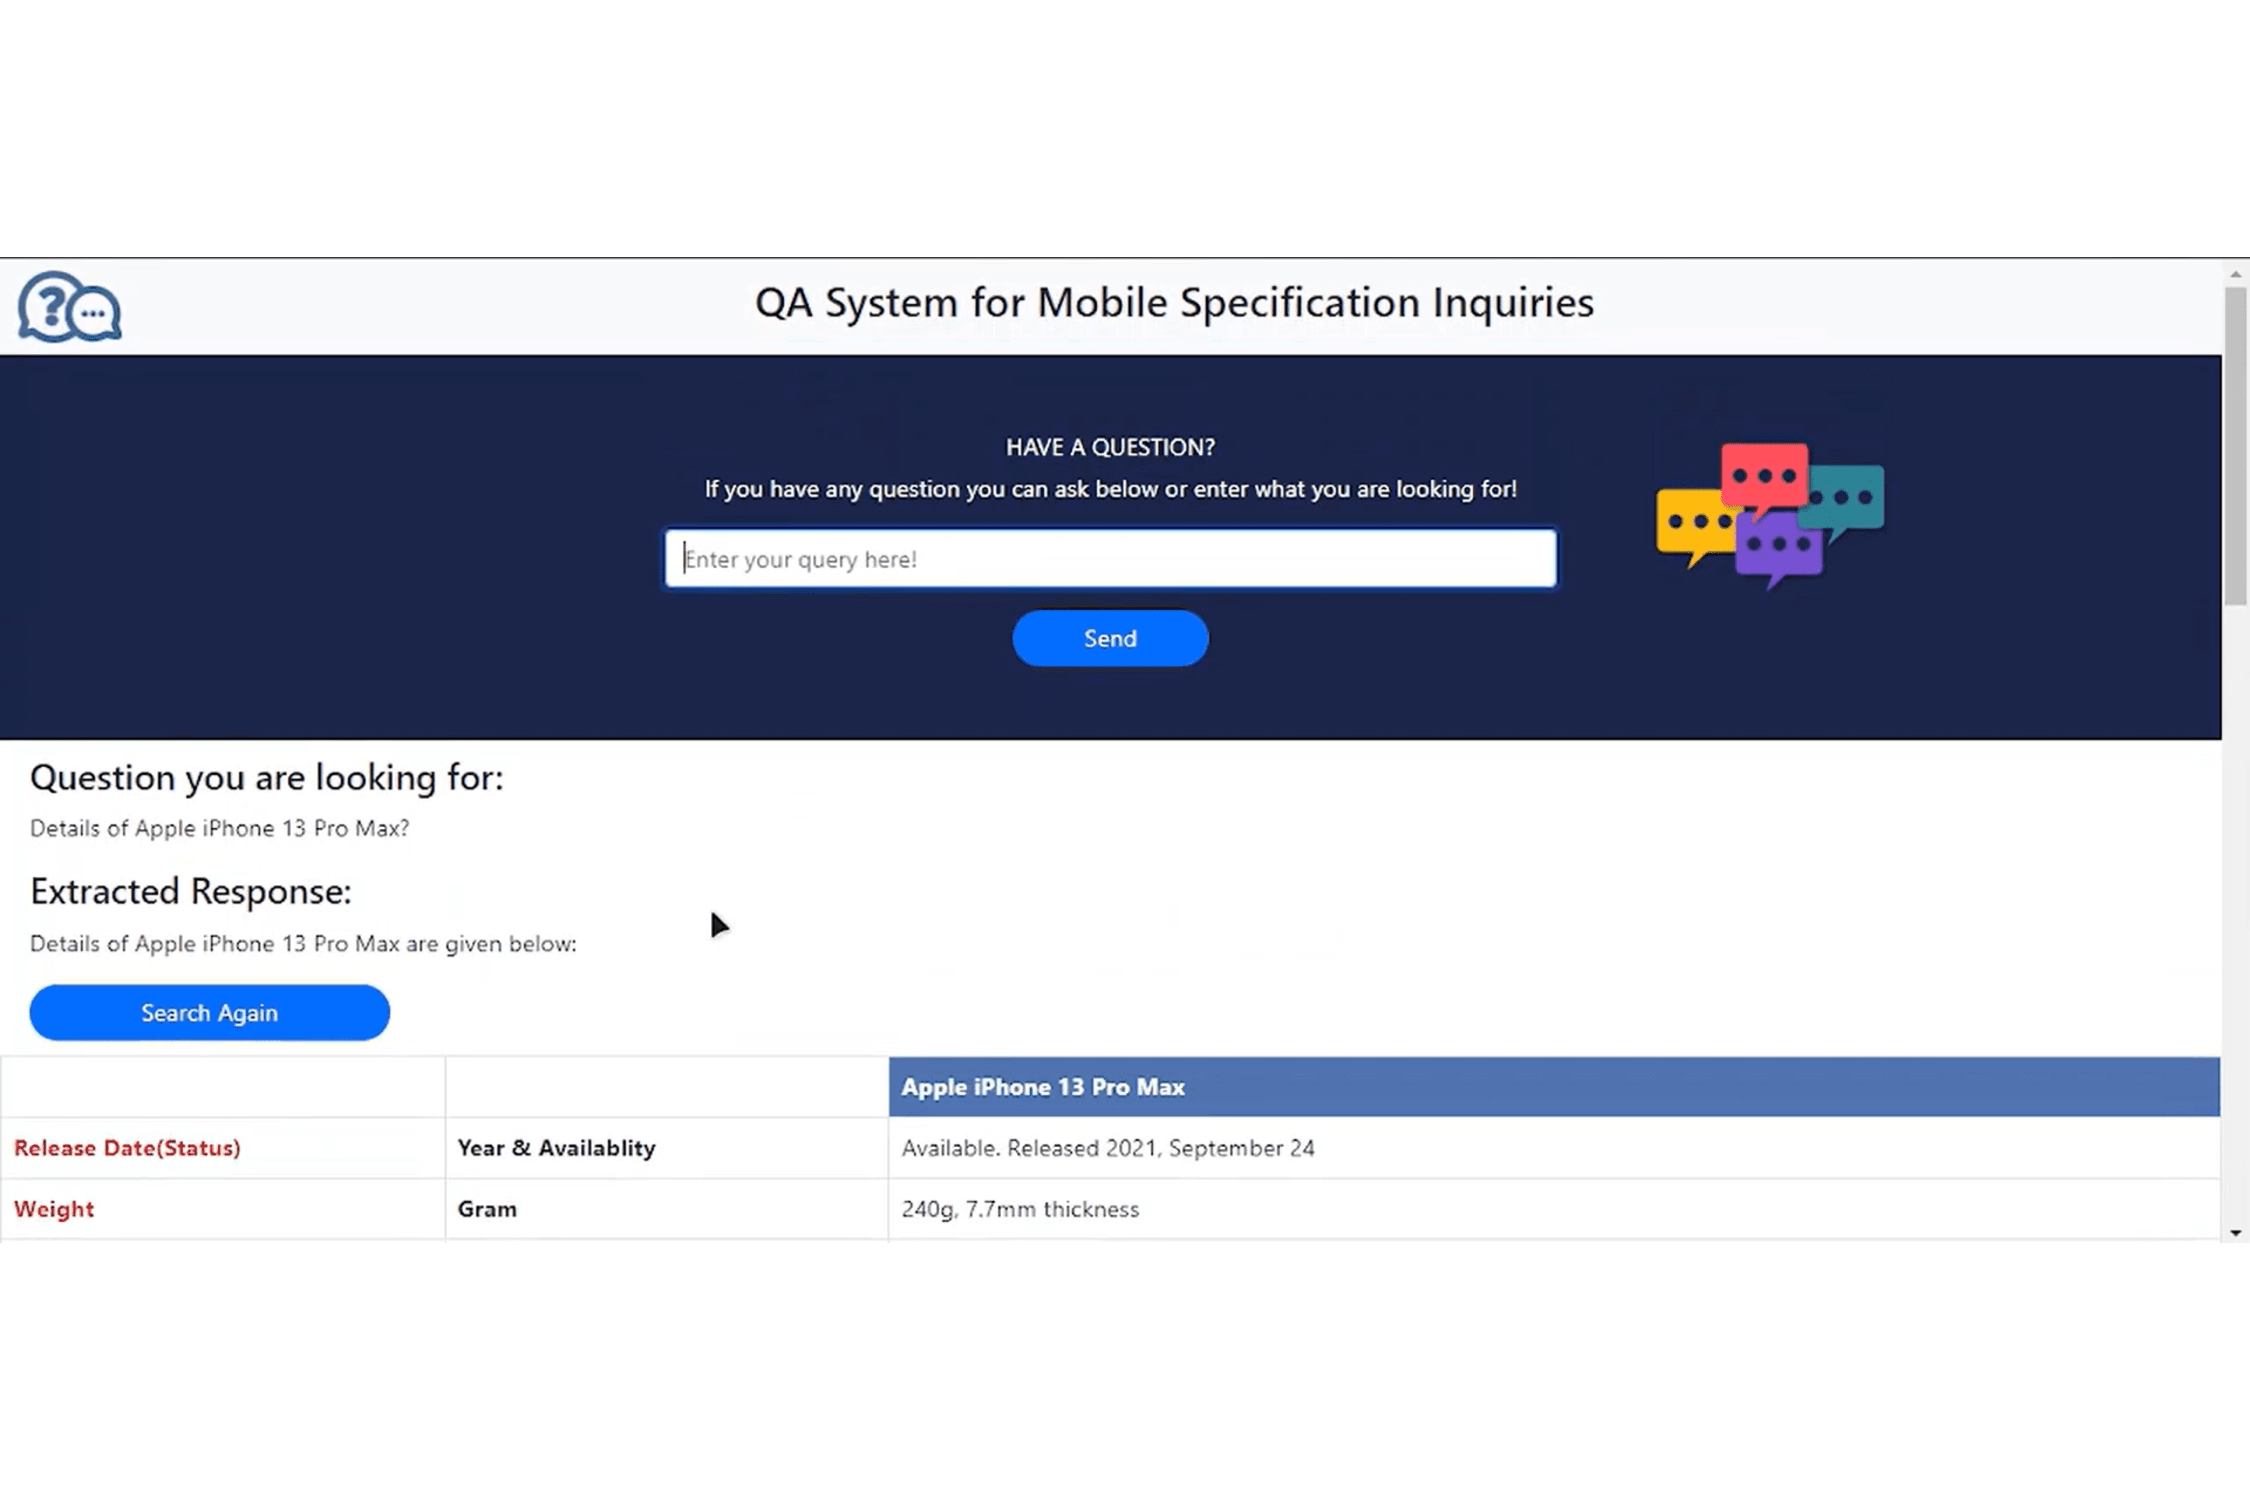 QA System for Mobile Specification Inquiries
HAVE A QUESTION?
If you have any question you can ask below or enter what you are looking for!
Enter your query here!
Send
Question you are looking for:
Details of Apple iPhone 13 Pro Max?
Extracted Response:
Details of Apple iPhone 13 Pro Max are given below:
Search Again
Apple iPhone 13 Pro Max
Release Date(Status) Year & Availablity Available. Released 2021, September 24
Weight Gram 240g, 7.7mm thickness